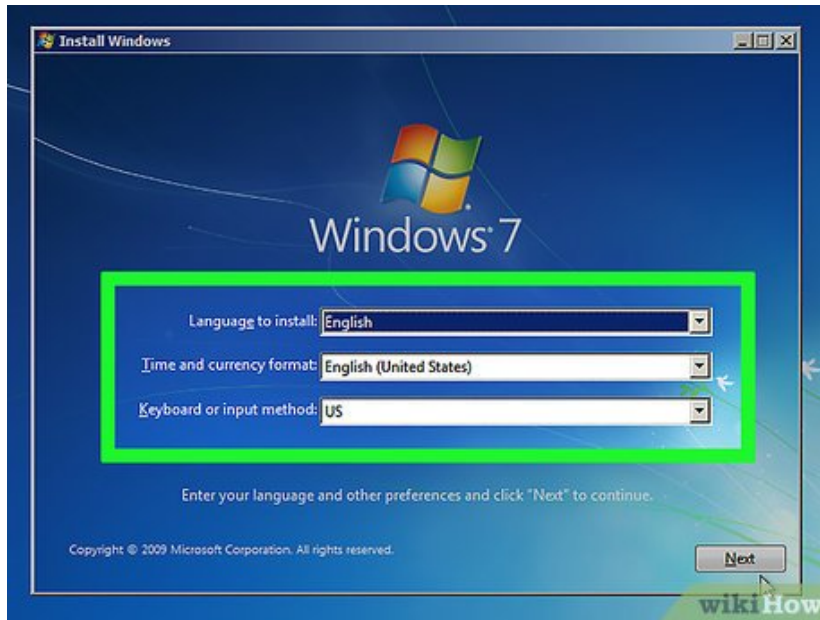 Install Windows
Windows 7
Language to install: English
Time and currency format: English (United States)
Keyboard or input method: US
Enter your language and other preferences and click "Next" to continue.
Copyright © 2009 Microsoft Corporation. All rights reserved.
Next
wikiHow